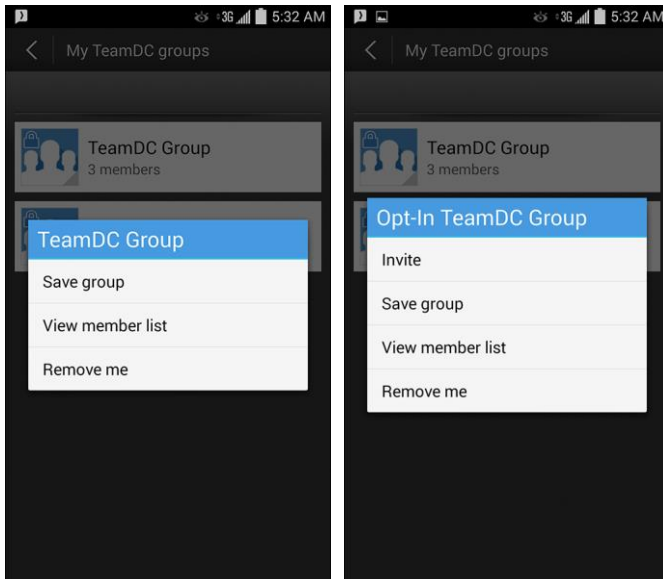 3G 5:32 AM
My TeamDC groups
TeamDC Group
3 members
TeamDC Group
Save group
View member list
Remove me
3G 5:32 AM
My TeamDC groups
TeamDC Group
3 members
Opt-In TeamDC Group
Invite
Save group
View member list
Remove me